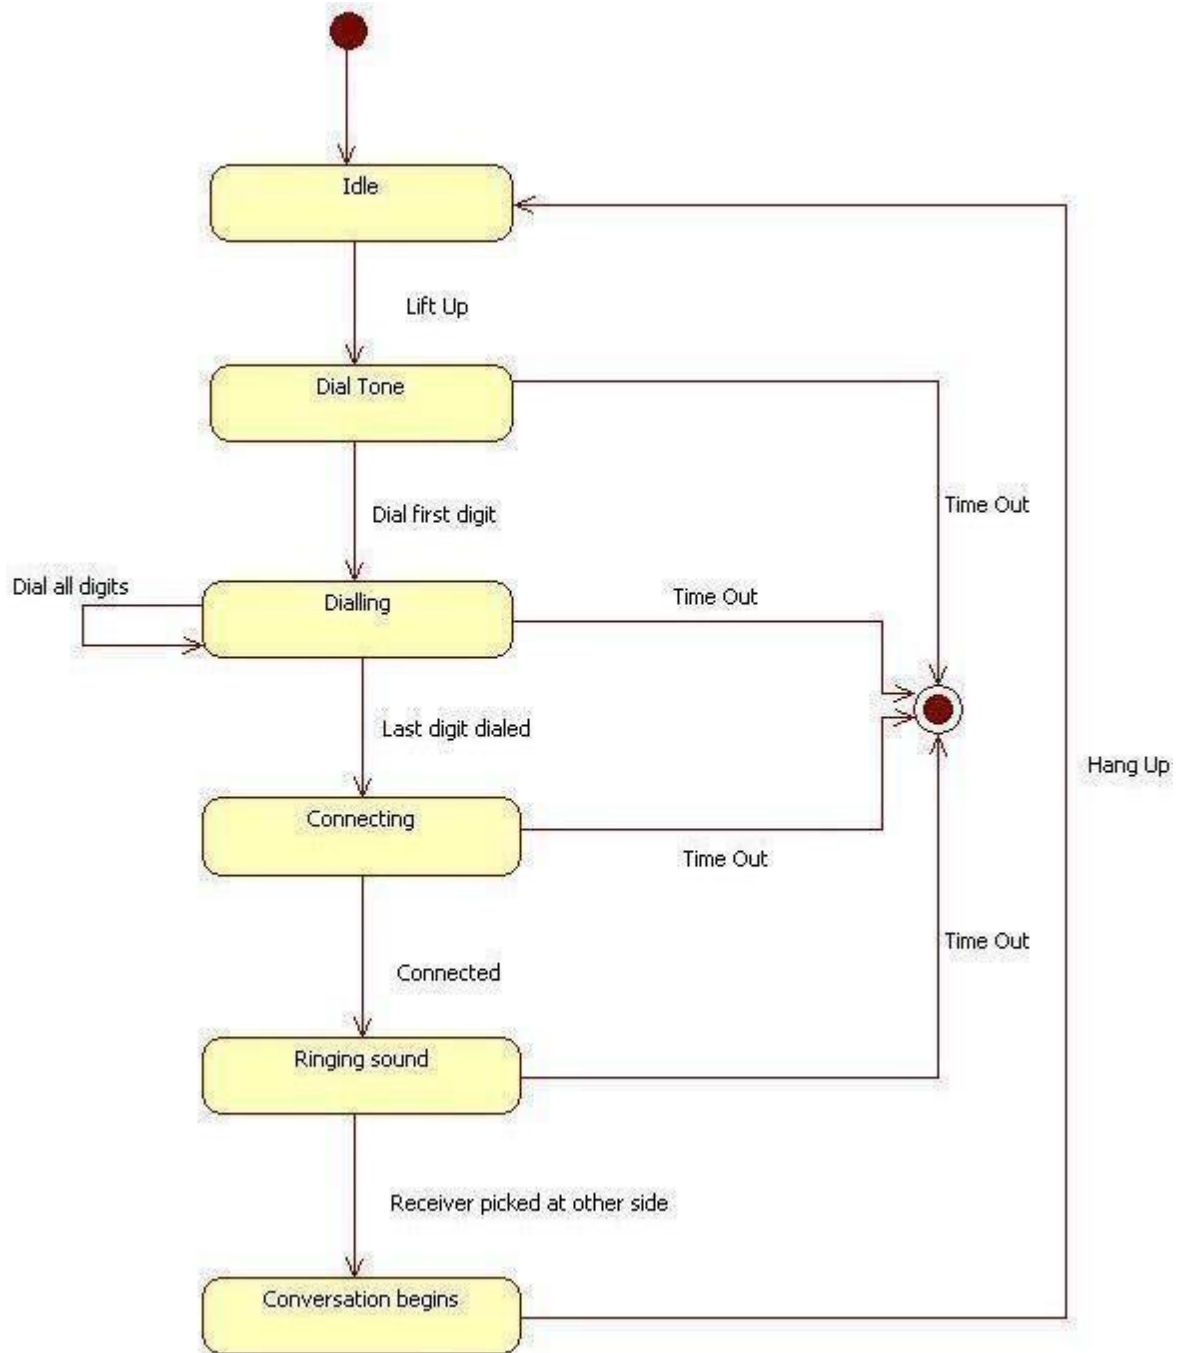 Idle
Lift Up
Dial Tone
Time Out
Dial first digit
Dial all digits
Dialling
Time Out
Last digit dialed
Hang Up
Connecting
Time Out
Time Out
Connected
Ringing sound
Receiver picked at other side
Conversation begins